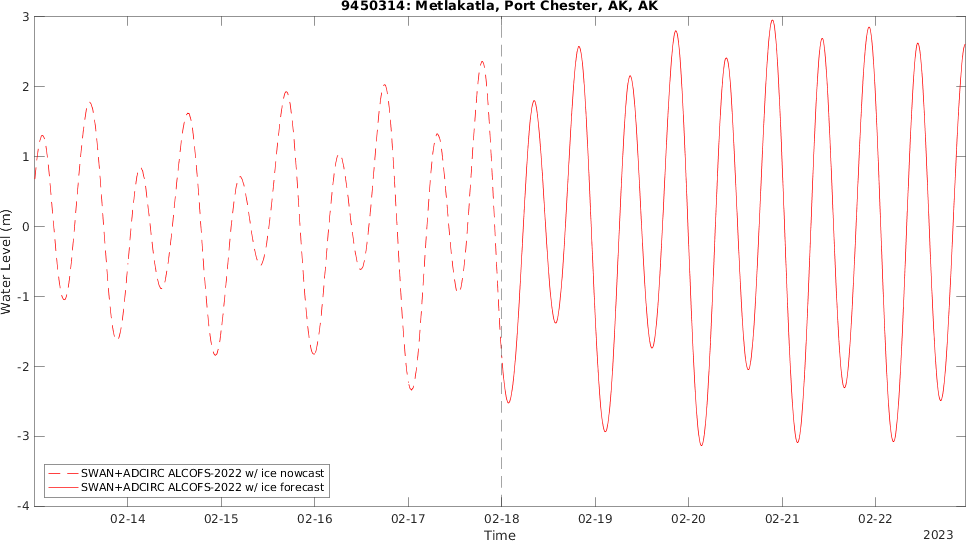 9450314: Metlakatla, Port Chester, AK, AK
3
2
1
0
-1
-2
-3
-4
Water Level (m)
SWAN+ADCIRC ALCOFS-2022 w/ ice nowcast
SWAN+ADCIRC ALCOFS-2022 w/ ice forecast
02-14 02-15 02-16 02-17 02-18 02-19 02-20 02-21 02-22
Time
2023